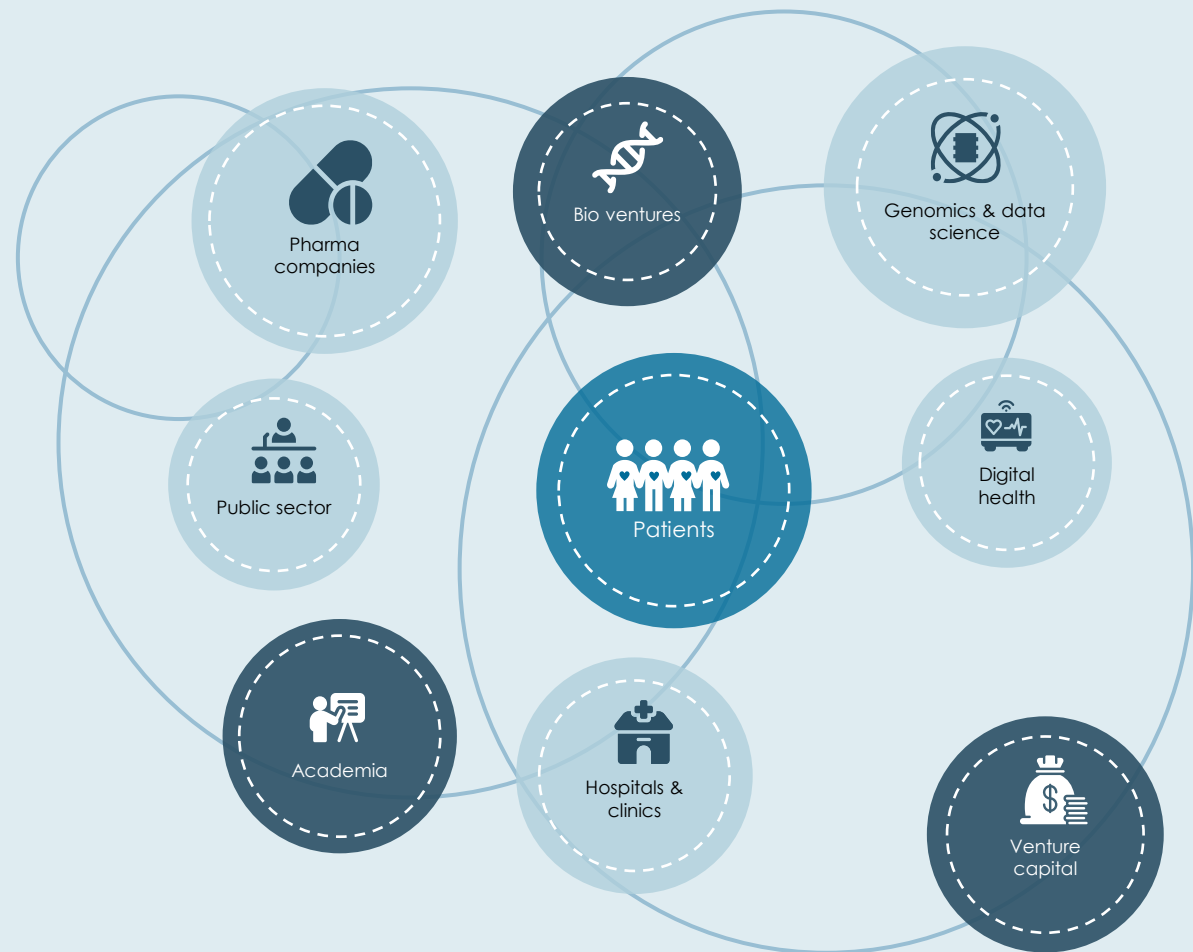 Bio ventures
Genomics & data
science
Pharma
companies
Digital
health
Public sector
Patients
Academia
Hospitals &
clinics
$
Venture
capital